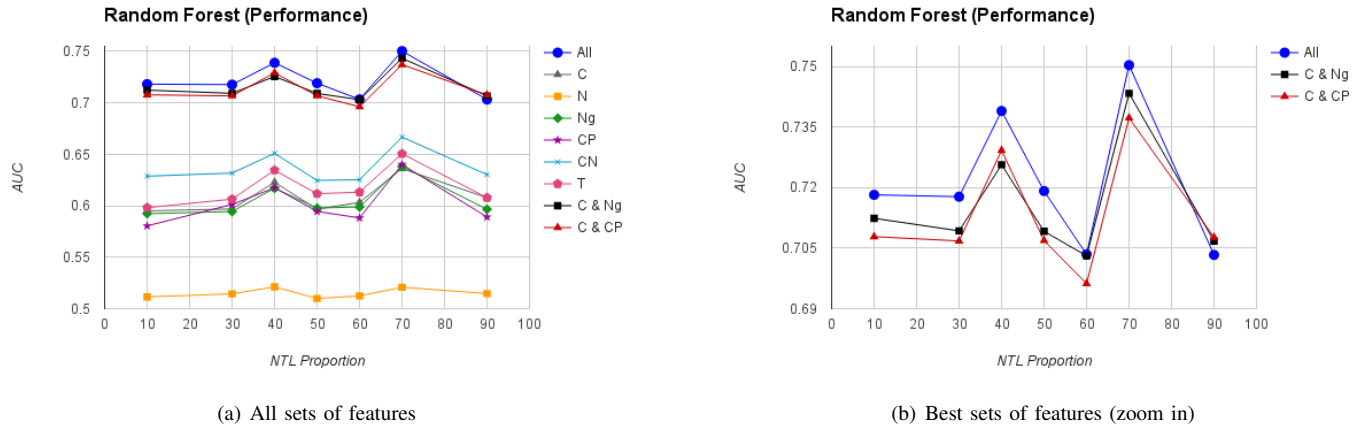 Random Forest (Performance)
0.75
0.7
0.65
0.6
0.55
0.5
AUC
0 10 20 30 40 50 60 70 80 90 100
NTL Proportion
All
C
N
Ng
CP
CN
T
C & Ng
C & CP
(a) All sets of features
Random Forest (Performance)
0.75
0.735
0.72
0.705
0.69
AUC
0 10 20 30 40 50 60 70 80 90 100
NTL Proportion
All
C & Ng
C & CP
(b) Best sets of features (zoom in)